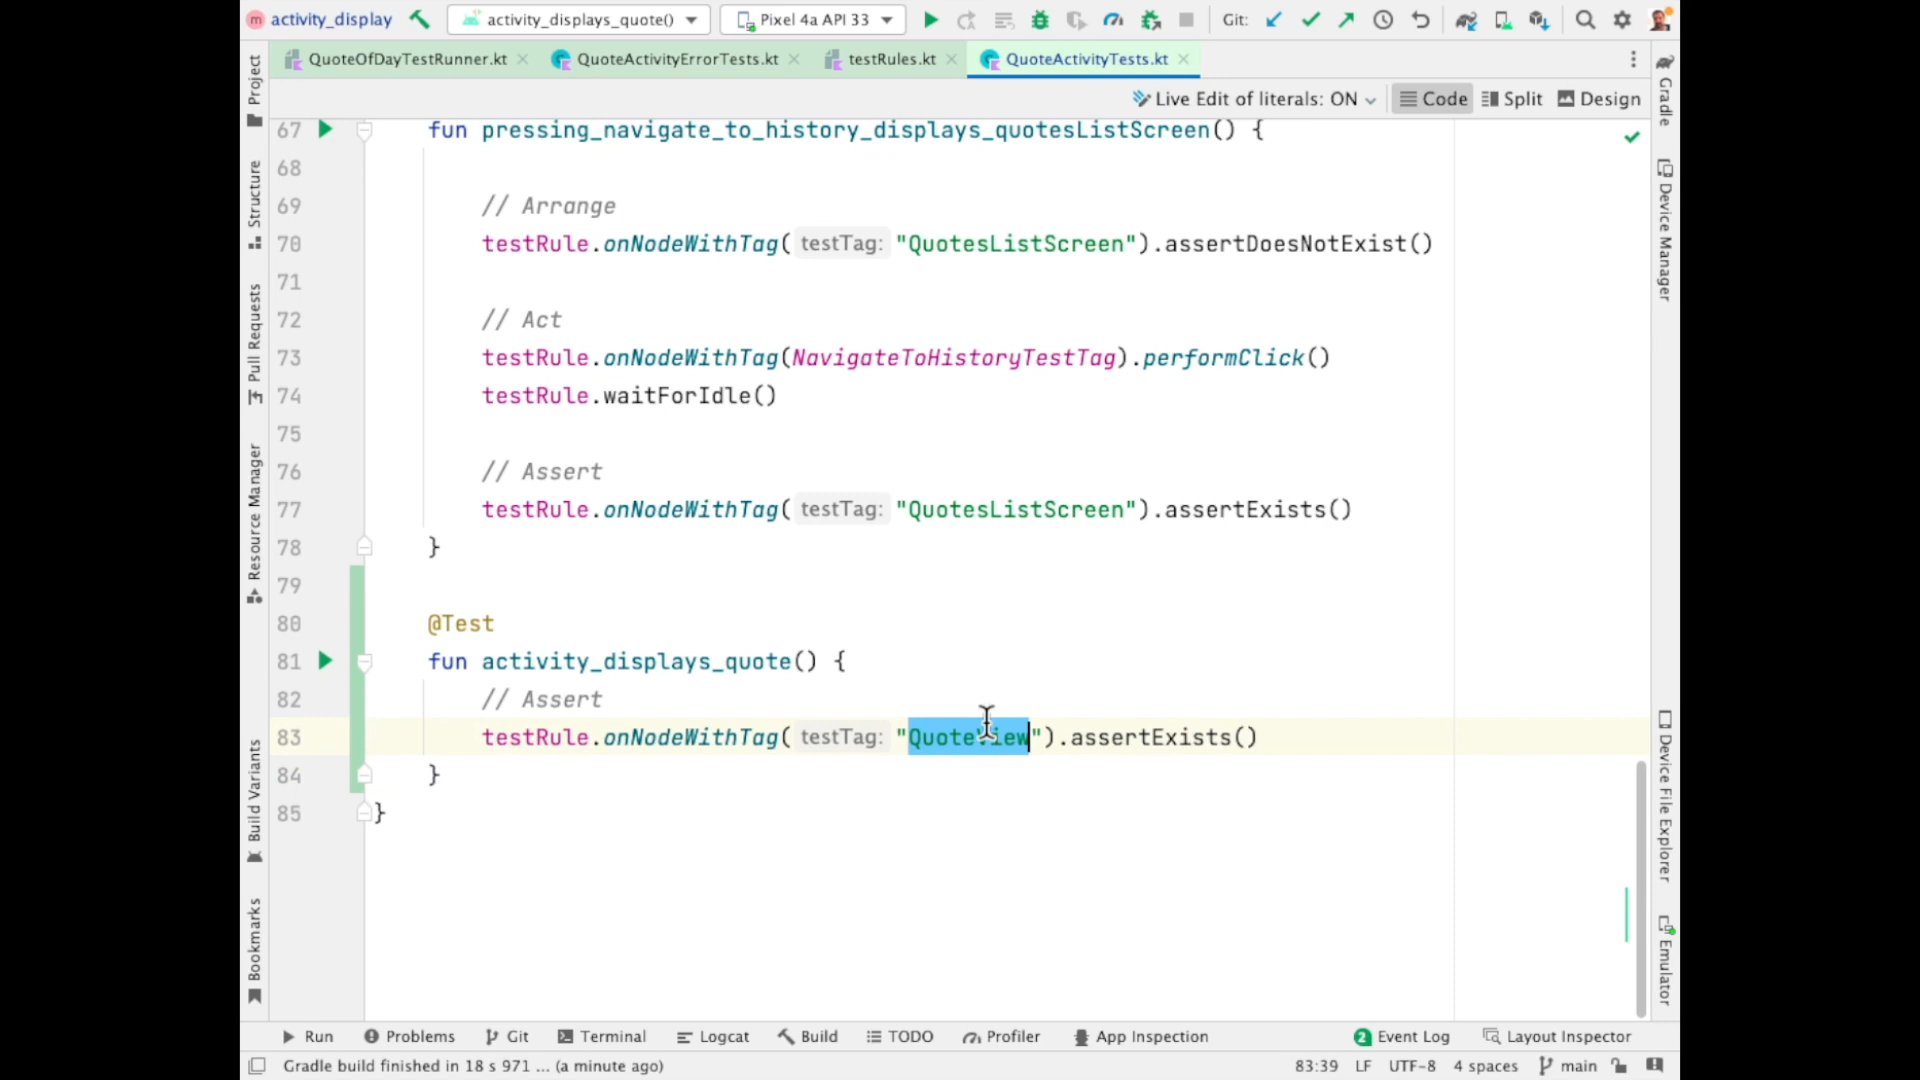 m activity_display activity_displays_quote() Pixel 4a API 33 Git:
QuoteOfDayTestRunner.kt QuoteActivityErrorTests.kt testRules.kt QuoteActivityTests.kt
Live Edit of literals: ON Code Split Design
67 fun pressing_navigate_to_history_displays_quotesListScreen() {
68
69 // Arrange
70 testRule.onNodeWithTag( testTag: "QuotesListScreen").assertDoesNotExist()
71
72 // Act
73 testRule.onNodeWithTag(NavigateToHistoryTestTag).performClick()
74 testRule.waitForIdle()
75
76 // Assert
77 testRule.onNodeWithTag( testTag: "QuotesListScreen").assertExists()
78 }
79
80 @Test
81 fun activity_displays_quote() {
82 // Assert
83 testRule.onNodeWithTag( testTag: "QuoteView").assertExists()
84 }
85 }
Project
Structure
Pull Requests
Resource Manager
Build Variants
Bookmarks
Gradle
Device Manager
Device File Explorer
Emulator
Run Problems Git Terminal Logcat Build TODO Profiler App Inspection 2 Event Log Layout Inspector
Gradle build finished in 18 s 971 ... (a minute ago) 83:39 LF UTF-8 4 spaces main